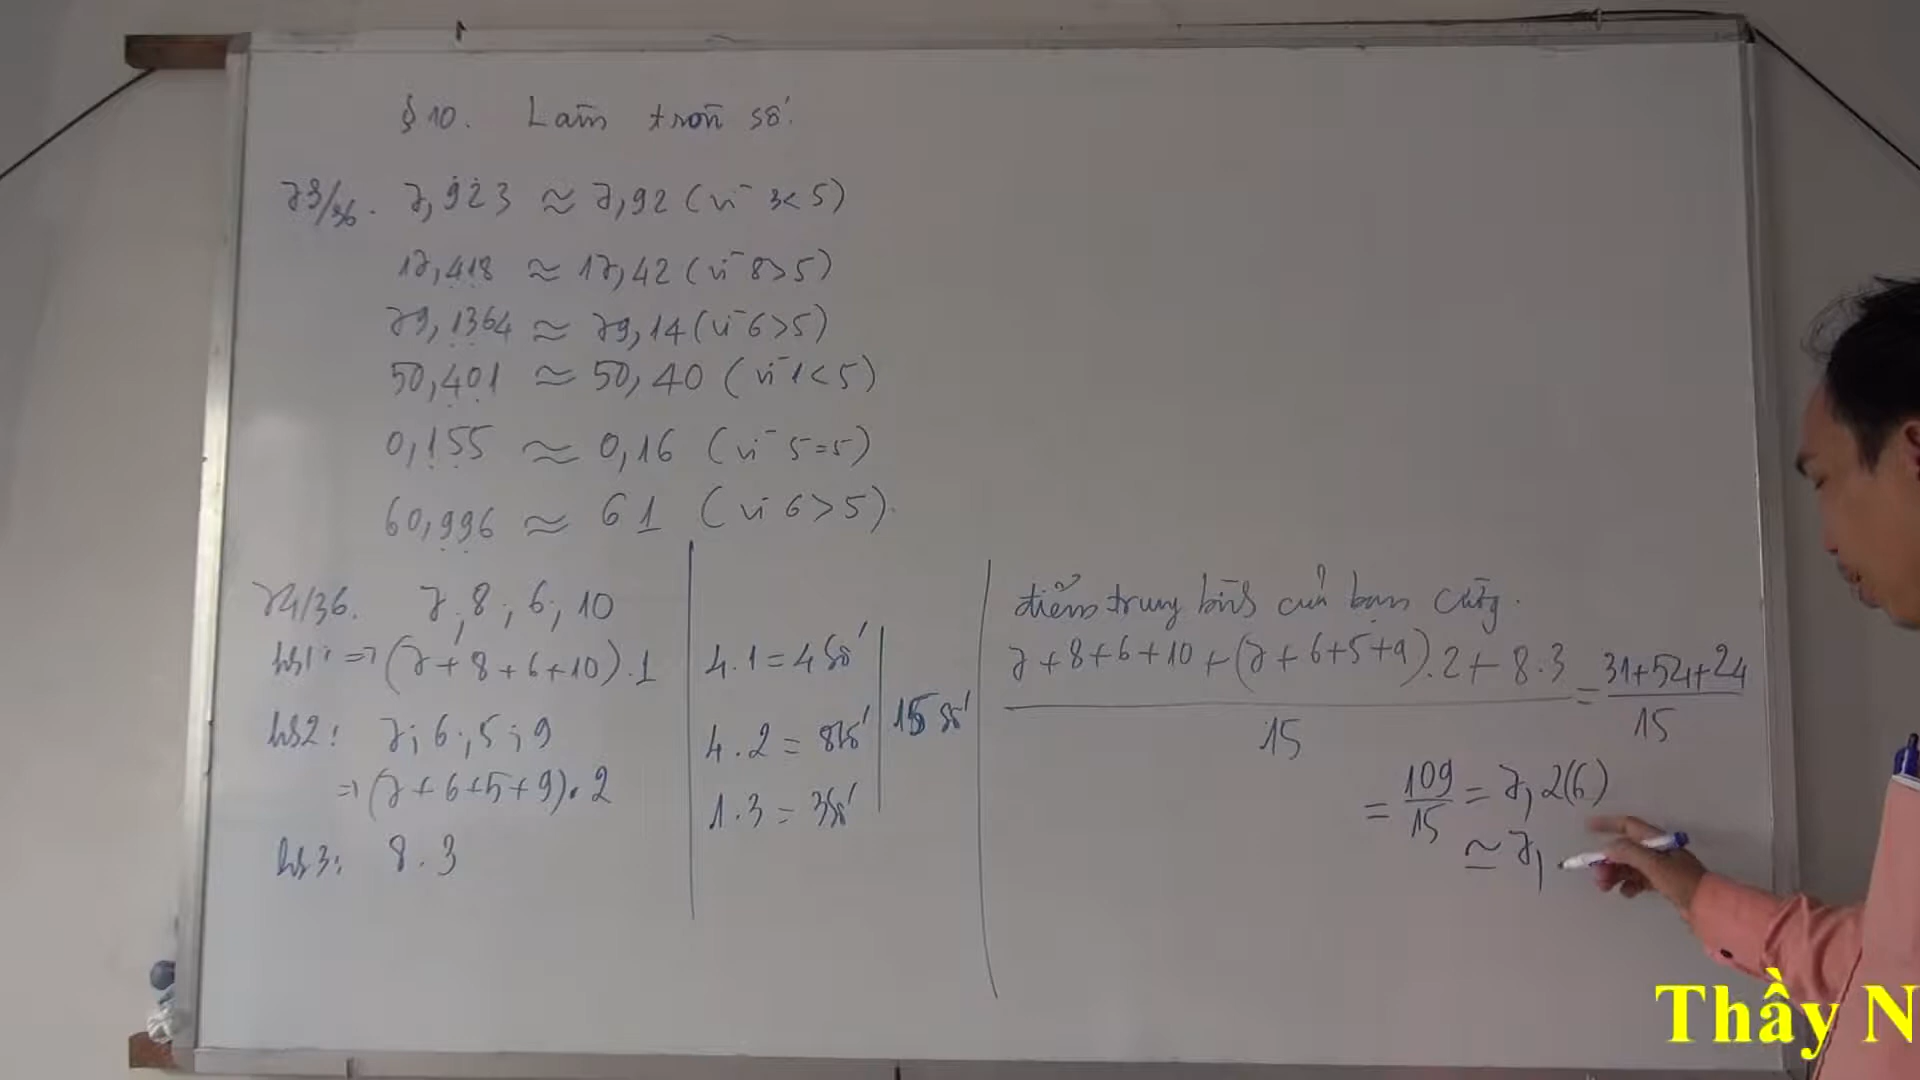 §10. Làm tròn số.
73/36. 7,923 ≈ 7,92 (vì 3<5)
17,418 ≈ 17,42 (vì 8>5)
79,1364 ≈ 79,14 (vì 6>5)
50,401 ≈ 50,40 (vì 1<5)
0,155 ≈ 0,16 (vì 5=5)
60,996 ≈ 61 (vì 6>5).
74/36. 7; 8; 6; 10
hs1: => (7+8+6+10).1
hs2: 7; 6; 5; 9
=> (7+6+5+9).2
hs3: 8.3
4.1 = 4 số
4.2 = 8 số
1.3 = 3 số
15 số
điểm trung bình của bạn Cường.
7+8+6+10+(7+6+5+9).2+8.3 = 31+54+24
15 15
= 109/15 = 7,2(6)
≃ 7,
Thầy N